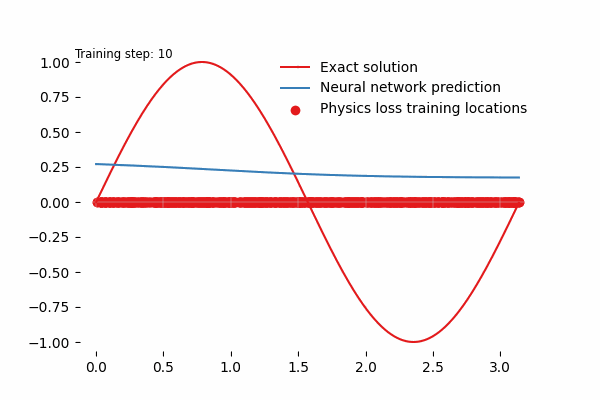 Training step: 10
Exact solution
Neural network prediction
Physics loss training locations
1.00
0.75
0.50
0.25
0.00
−0.25
−0.50
−0.75
−1.00
0.0 0.5 1.0 1.5 2.0 2.5 3.0